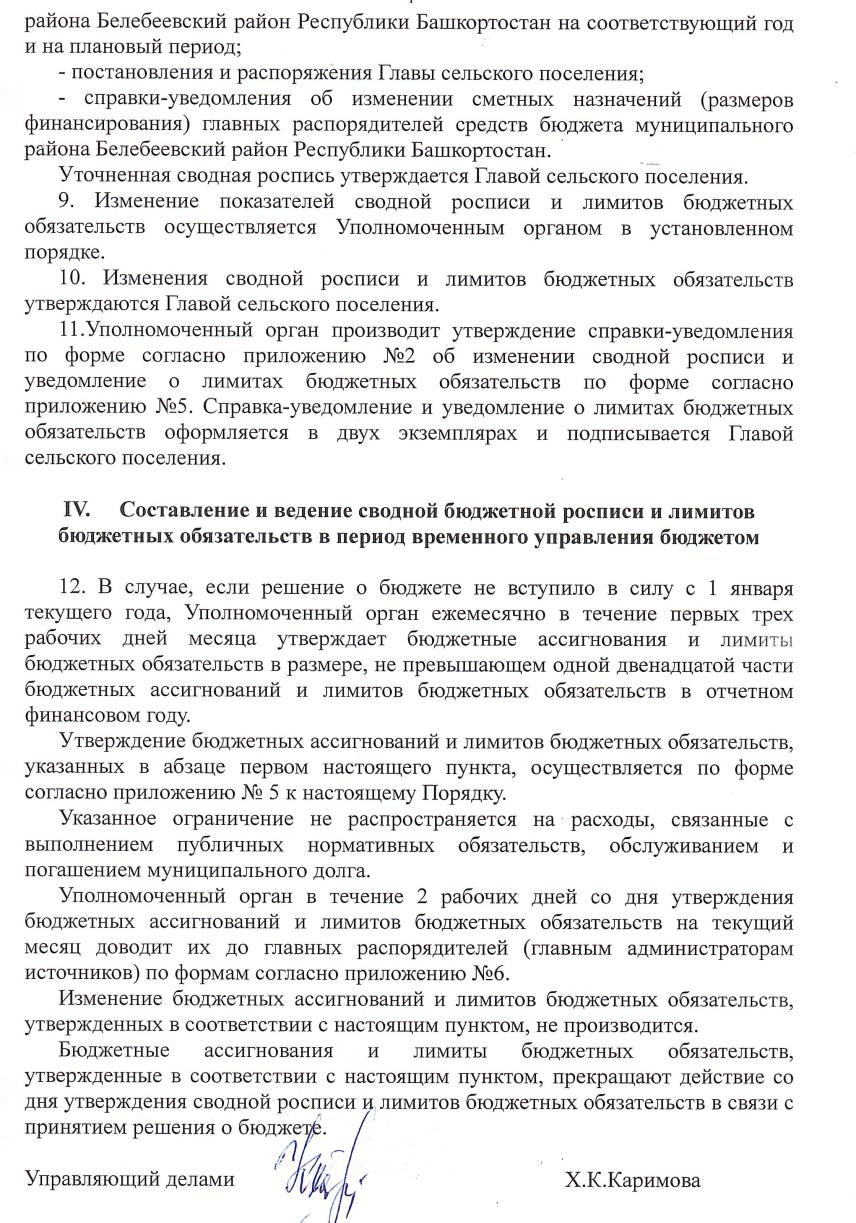 района Белебеевский район Республики Башкортостан на соответствующий год
и на плановый период;
- постановления и распоряжения Главы сельского поселения;
- справки-уведомления об изменении сметных назначений (размеров
финансирования) главных распорядителей средств бюджета муниципального
района Белебеевский район Республики Башкортостан.
Уточненная сводная роспись утверждается Главой сельского поселения.
9. Изменение показателей сводной росписи и лимитов бюджетных
обязательств осуществляется Уполномоченным органом в установленном
порядке.
10. Изменения сводной росписи и лимитов бюджетных обязательств
утверждаются Главой сельского поселения.
11.Уполномоченный орган производит утверждение справки-уведомления
по форме согласно приложению №2 об изменении сводной росписи и
уведомление о лимитах бюджетных обязательств по форме согласно
приложению №5. Справка-уведомление и уведомление о лимитах бюджетных
обязательств оформляется в двух экземплярах и подписывается Главой
сельского поселения.
IV. Составление и ведение сводной бюджетной росписи и лимитов
бюджетных обязательств в период временного управления бюджетом
12. В случае, если решение о бюджете не вступило в силу с 1 января
текущего года, Уполномоченный орган ежемесячно в течение первых трех
рабочих дней месяца утверждает бюджетные ассигнования и лимиты
бюджетных обязательств в размере, не превышающем одной двенадцатой части
бюджетных ассигнований и лимитов бюджетных обязательств в отчетном
финансовом году.
Утверждение бюджетных ассигнований и лимитов бюджетных обязательств,
указанных в абзаце первом настоящего пункта, осуществляется по форме
согласно приложению № 5 к настоящему Порядку.
Указанное ограничение не распространяется на расходы, связанные с
выполнением публичных нормативных обязательств, обслуживанием и
погашением муниципального долга.
Уполномоченный орган в течение 2 рабочих дней со дня утверждения
бюджетных ассигнований и лимитов бюджетных обязательств на текущий
месяц доводит их до главных распорядителей (главным администраторам
источников) по формам согласно приложению №6.
Изменение бюджетных ассигнований и лимитов бюджетных обязательств,
утвержденных в соответствии с настоящим пунктом, не производится.
Бюджетные ассигнования и лимиты бюджетных обязательств,
утвержденные в соответствии с настоящим пунктом, прекращают действие со
дня утверждения сводной росписи и лимитов бюджетных обязательств в связи с
принятием решения о бюджете.
Управляющий делами Х.К.Каримова